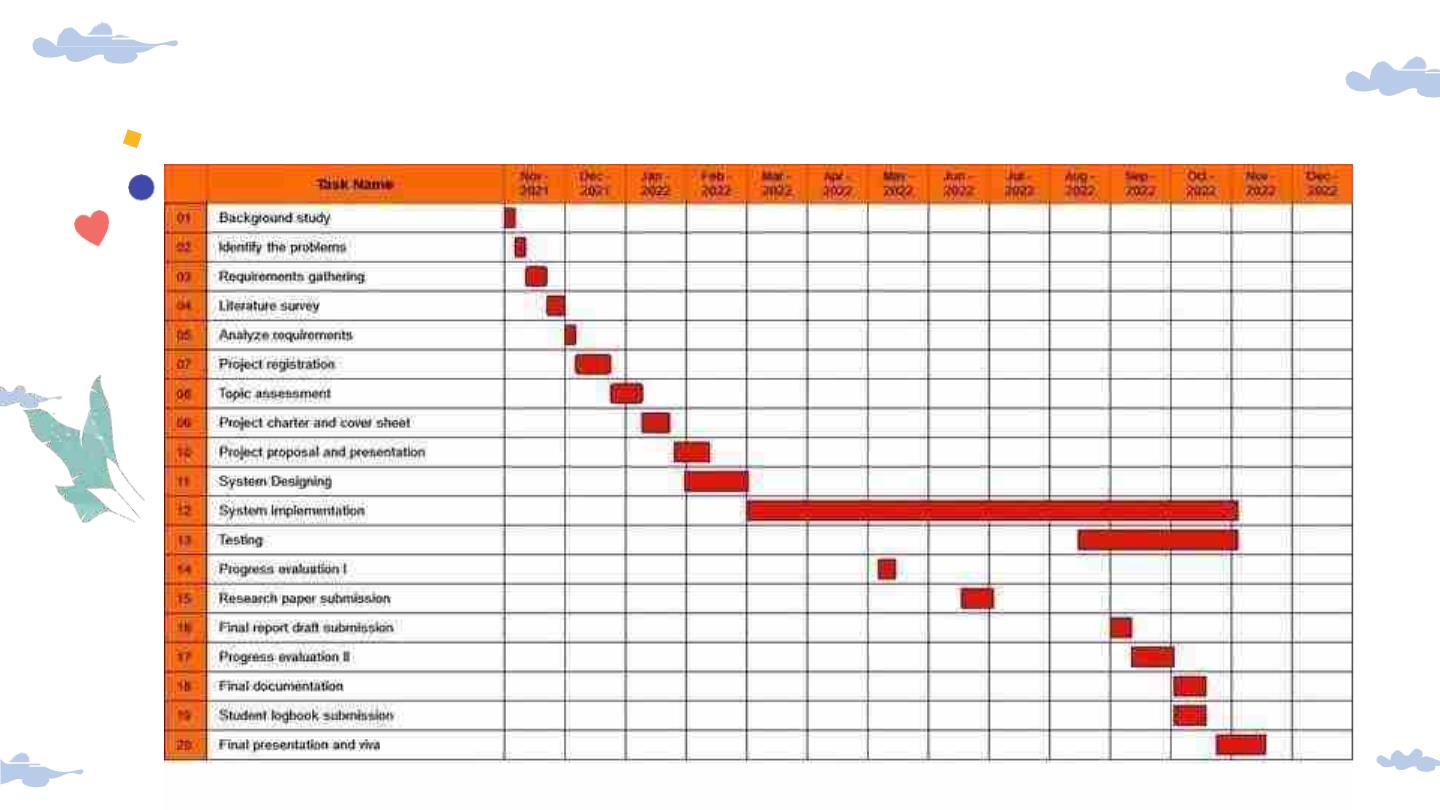 Task Name
Nov - 2021
Dec - 2021
Jan - 2022
Feb - 2022
Mar - 2022
Apr - 2022
May - 2022
Jun - 2022
Jul - 2022
Aug - 2022
Sep - 2022
Oct - 2022
Nov - 2022
Dec - 2022
01 Background study
02 Identify the problems
03 Requirements gathering
04 Literature survey
05 Analyze requirements
07 Project registration
08 Topic assessment
09 Project charter and cover sheet
10 Project proposal and presentation
11 System Designing
12 System implementation
13 Testing
14 Progress evaluation I
15 Research paper submission
16 Final report draft submission
17 Progress evaluation II
18 Final documentation
19 Student logbook submission
20 Final presentation and viva